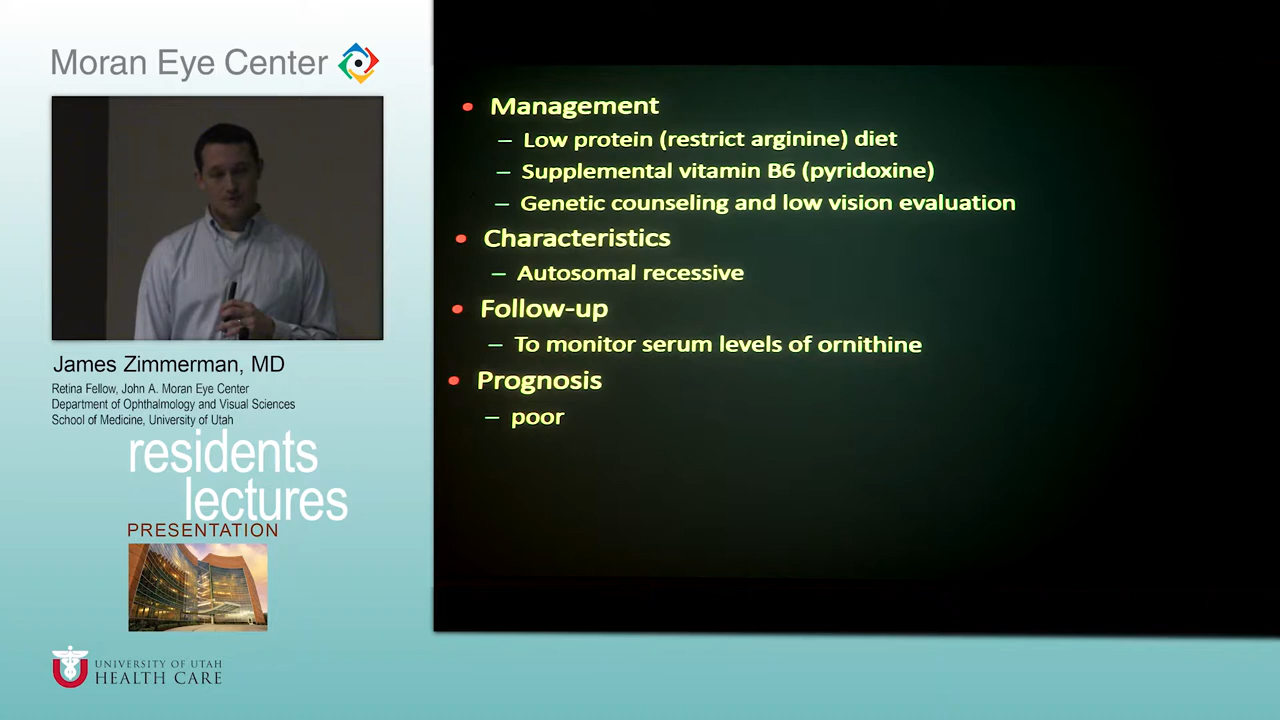 Moran Eye Center
James Zimmerman, MD
Retina Fellow, John A. Moran Eye Center
Department of Ophthalmology and Visual Sciences
School of Medicine, University of Utah
residents
lectures
PRESENTATION
UNIVERSITY OF UTAH
HEALTH CARE
• Management
– Low protein (restrict arginine) diet
– Supplemental vitamin B6 (pyridoxine)
– Genetic counseling and low vision evaluation
• Characteristics
– Autosomal recessive
• Follow-up
– To monitor serum levels of ornithine
• Prognosis
– poor